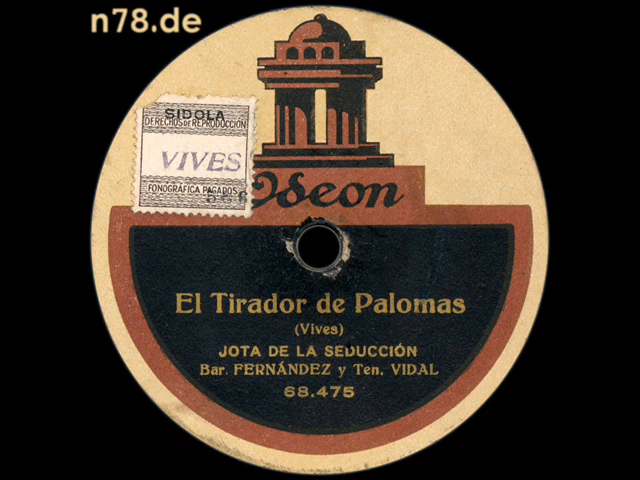 n78.de
SIDOLA
DERECHOS DE REPRODUCCIÓN
VIVES
FONOGRÁFICA PAGADOS
Odeon
El Tirador de Palomas
(Vives)
JOTA DE LA SEDUCCIÓN
Bar. FERNÁNDEZ y Ten. VIDAL
68.475